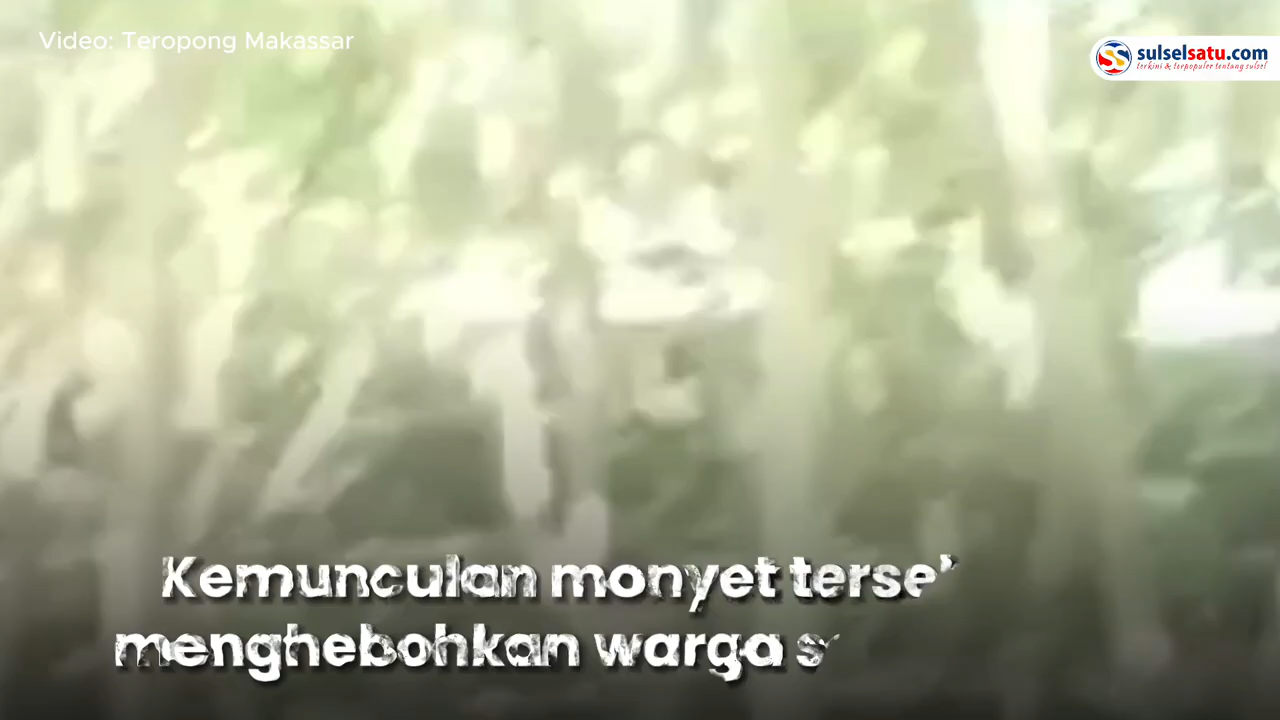 Video: Teropong Makassar
sulselsatu.com
terkini & terpopuler tentang sulsel
Kemunculan monyet
menghebohkan warga